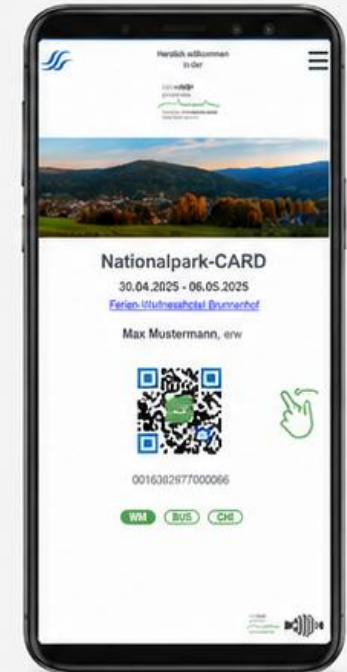 Herzlich willkommen
in der
Nationalpark-CARD
30.04.2025 - 06.05.2025
Ferien-Wellnesshotel Brunnenhof
Max Mustermann, erw
0016382977000066
WM BUS CHI